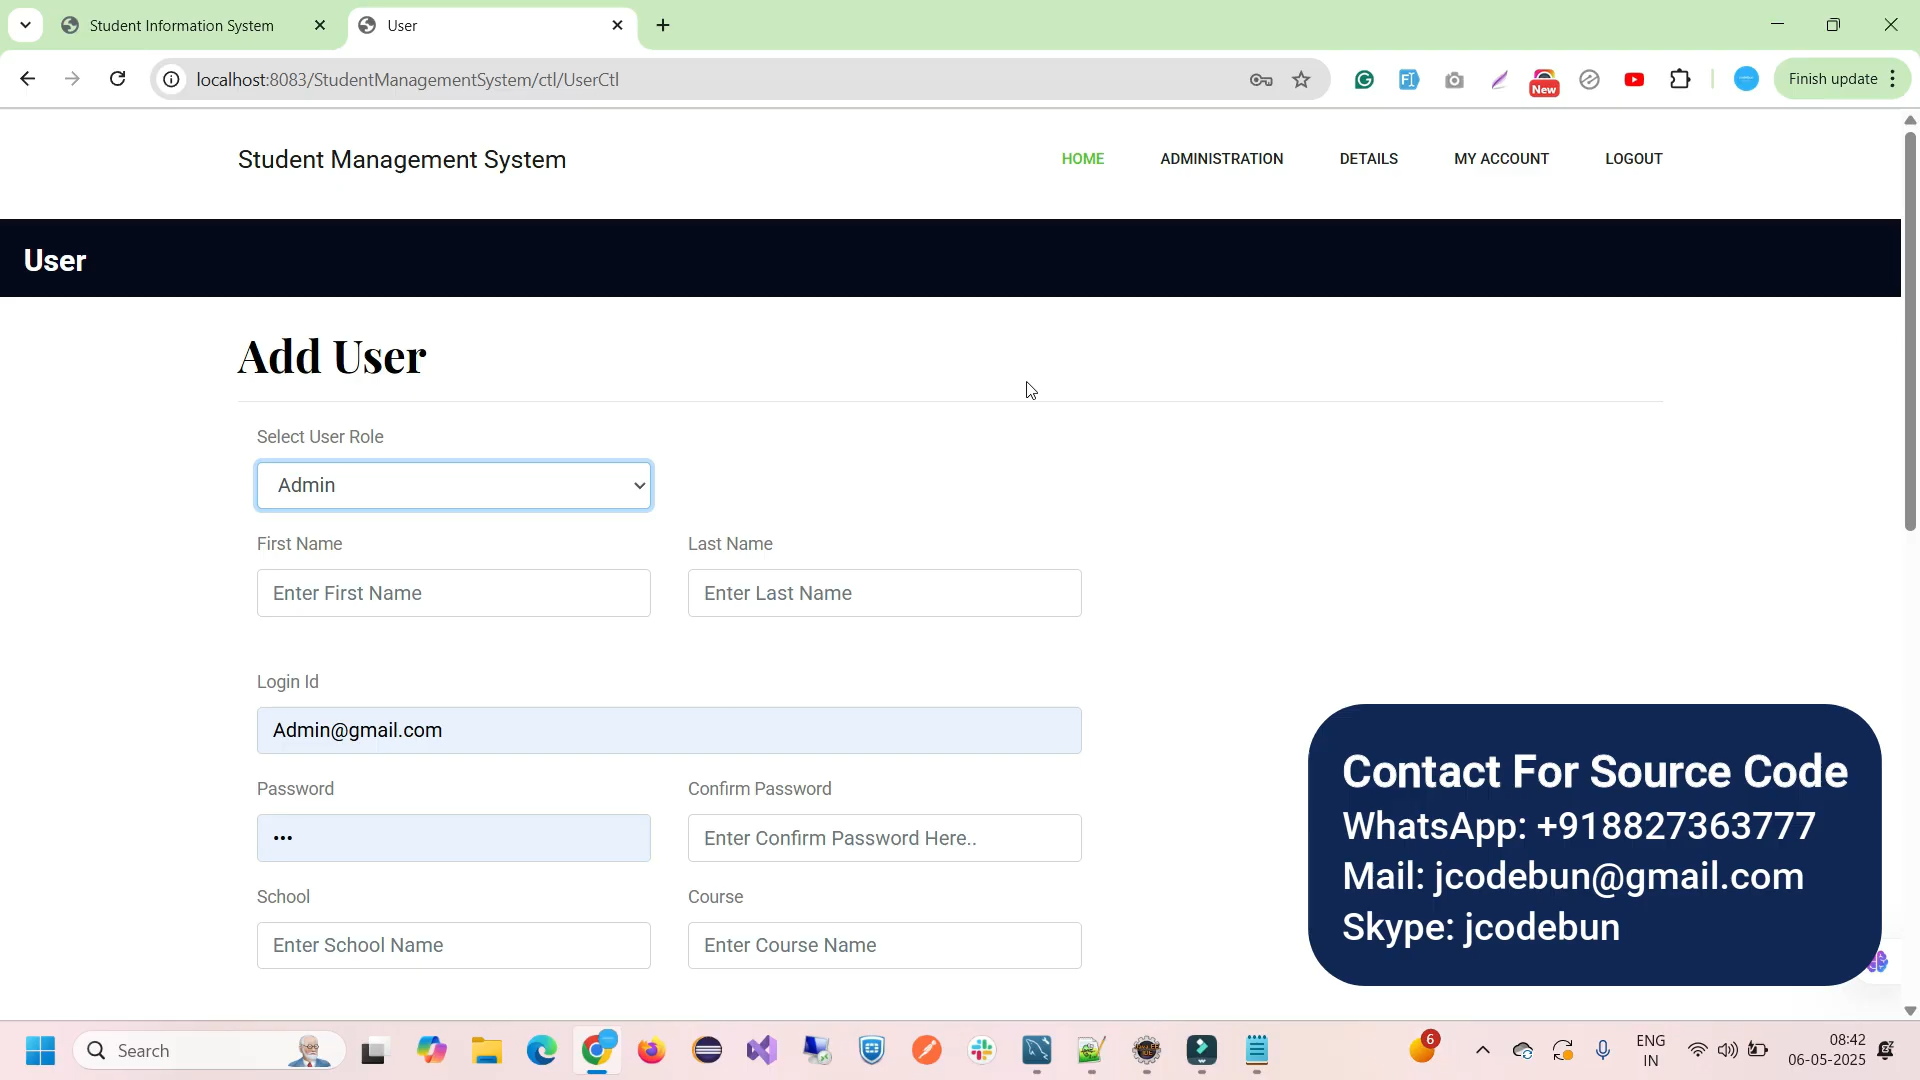 Student Information System
User
localhost:8083/StudentManagementSystem/ctl/UserCtl
New
Finish update
Student Management System
HOME
ADMINISTRATION
DETAILS
MY ACCOUNT
LOGOUT
User
Add User
Select User Role
Admin
First Name
Last Name
Enter First Name
Enter Last Name
Login Id
Admin@gmail.com
Password
Confirm Password
•••
Enter Confirm Password Here..
School
Course
Enter School Name
Enter Course Name
Contact For Source Code
WhatsApp: +918827363777
Mail: jcodebun@gmail.com
Skype: jcodebun
Search
6
ENG
IN
08:42
06-05-2025